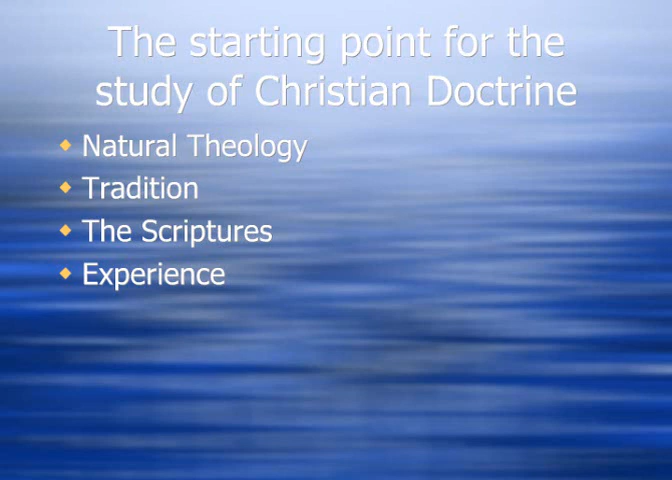 The starting point for the
study of Christian Doctrine
Natural Theology
Tradition
The Scriptures
Experience